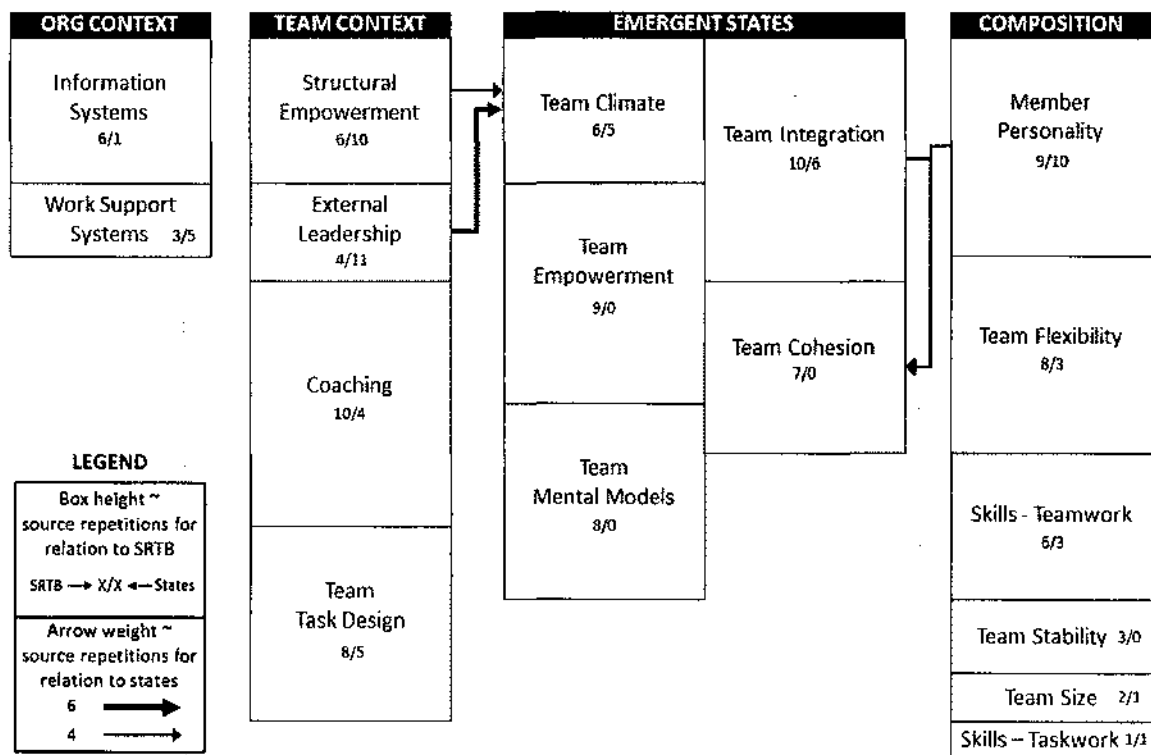 ORG CONTEXT
Information
Systems
6/1
Work Support
Systems 3/5
TEAM CONTEXT
Structural
Empowerment
6/10
External
Leadership
4/11
Coaching
10/4
Team
Task Design
8/5
EMERGENT STATES
Team Climate
6/5
Team
Empowerment
9/0
Team
Mental Models
8/0
Team Integration
10/6
Team Cohesion
7/0
COMPOSITION
Member
Personality
9/10
Team Flexibility
8/3
Skills - Teamwork
6/3
Team Stability 3/0
Team Size 2/1
Skills – Taskwork 1/1
LEGEND
Box height ~
source repetitions for
relation to SRTB
SRTB → X/X ← States
Arrow weight ~
source repetitions for
relation to states
6
4